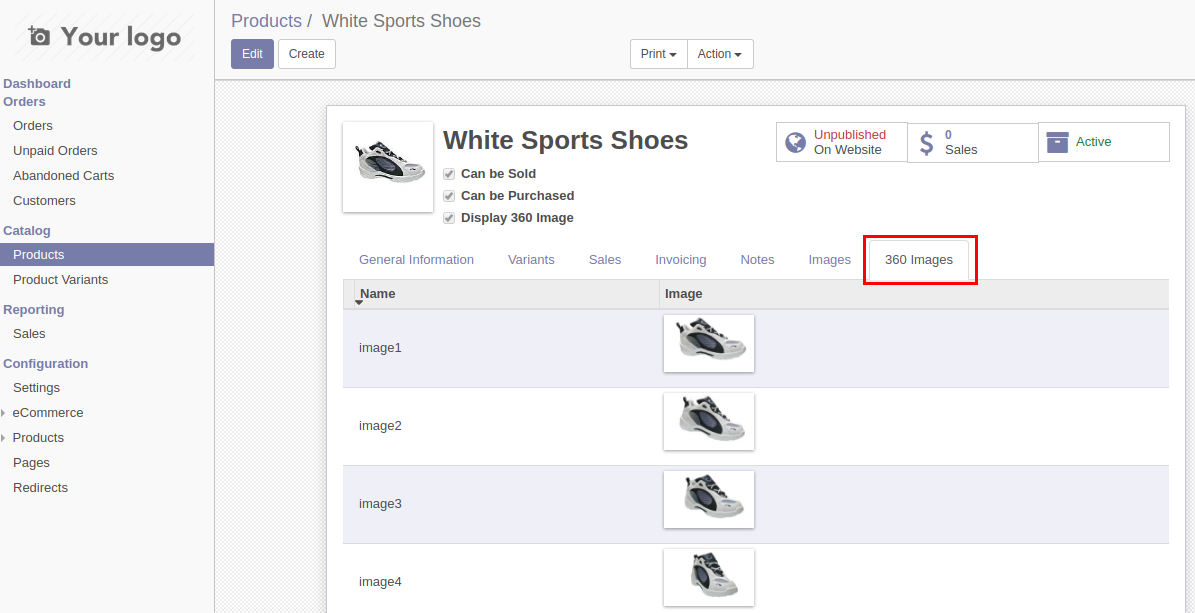 Your logo
Dashboard
Orders
Orders
Unpaid Orders
Abandoned Carts
Customers
Catalog
Products
Product Variants
Reporting
Sales
Configuration
Settings
eCommerce
Products
Pages
Redirects
Products / White Sports Shoes
Edit Create Print Action
White Sports Shoes
Can be Sold
Can be Purchased
Display 360 Image
Unpublished
On Website
0
Sales
Active
General Information Variants Sales Invoicing Notes Images 360 Images
Name Image
image1
image2
image3
image4